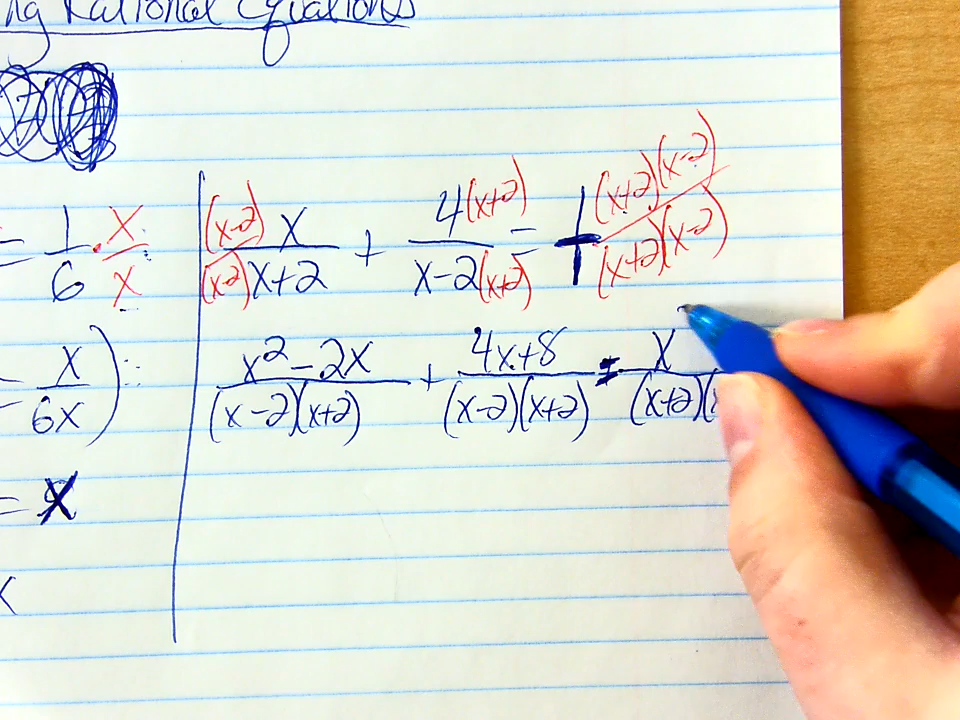 ng Rational Equations
= 1/6 · x/x
(x-2)x/(x-2)x+2 + 4(x+2)/x-2(x+2) = 1 (x+2)(x-2)/(x+2)(x-2)
= x/6x)
x²-2x/(x-2)(x+2) + 4x+8/(x-2)(x+2) = x/(x+2)(
= x